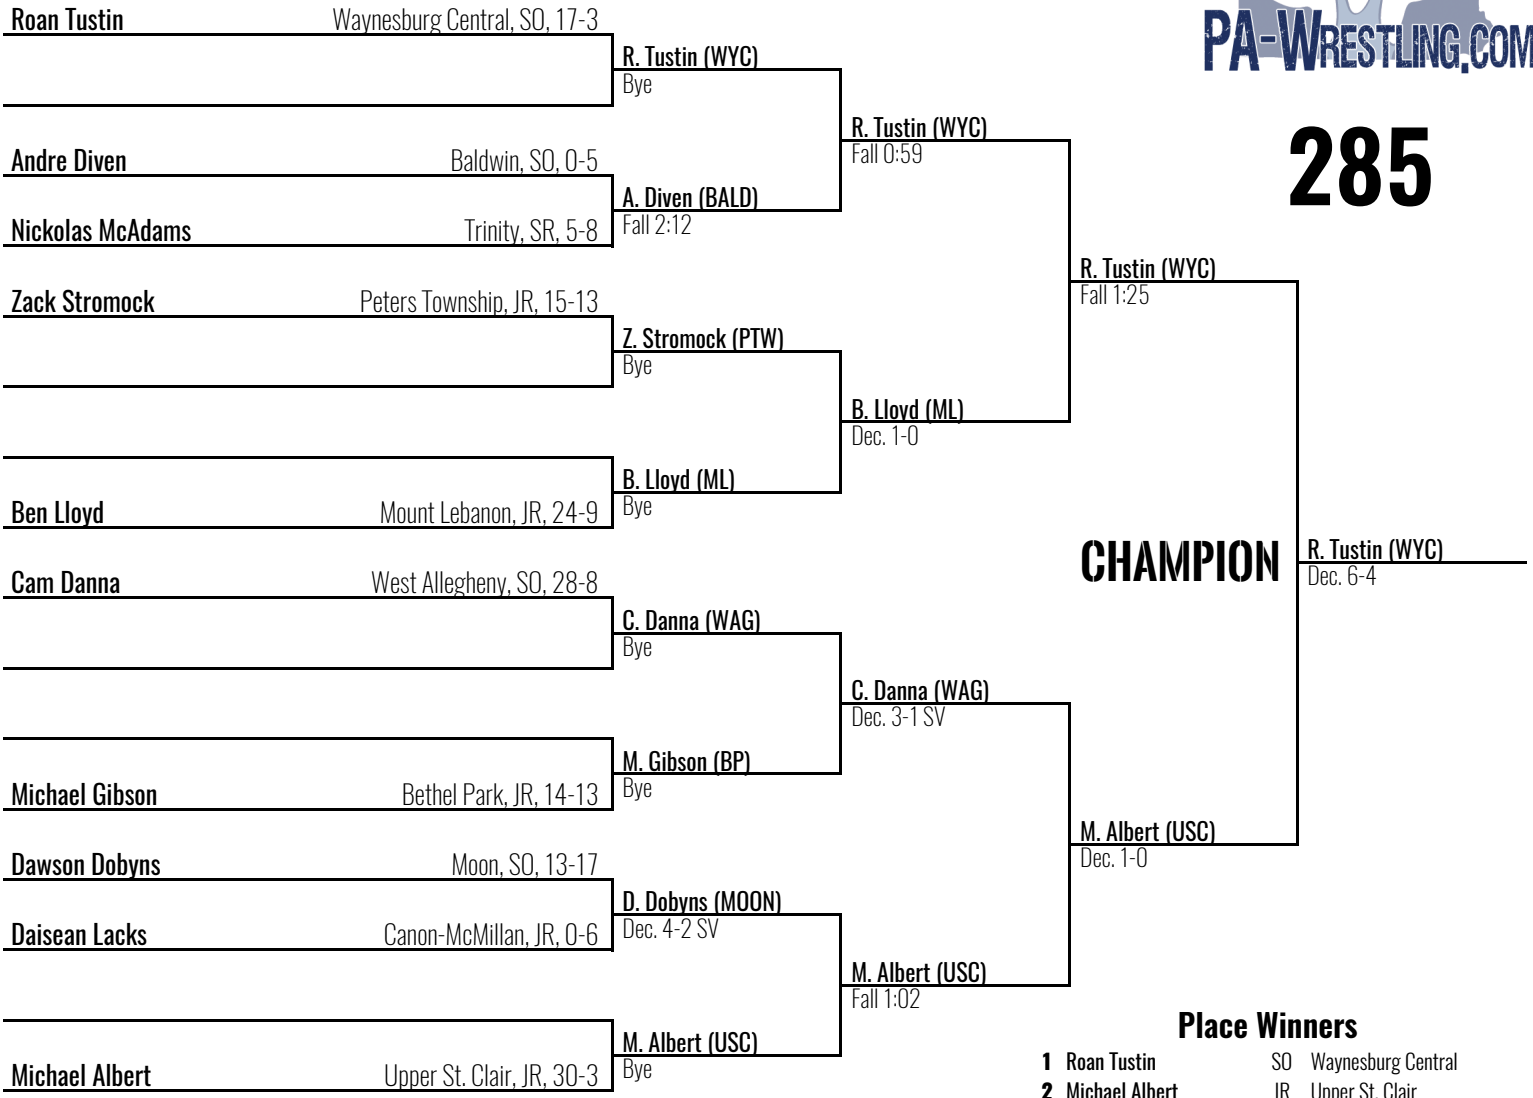 Roan Tustin Waynesburg Central, SO, 17-3
R. Tustin (WYC)
Bye
PA-WRESTLING.COM
285
R. Tustin (WYC)
Fall 0:59
Andre Diven Baldwin, SO, 0-5
A. Diven (BALD)
Fall 2:12
Nickolas McAdams Trinity, SR, 5-8
R. Tustin (WYC)
Fall 1:25
Zack Stromock Peters Township, JR, 15-13
Z. Stromock (PTW)
Bye
B. Lloyd (ML)
Dec. 1-0
B. Lloyd (ML)
Bye
Ben Lloyd Mount Lebanon, JR, 24-9
CHAMPION
R. Tustin (WYC)
Dec. 6-4
Cam Danna West Allegheny, SO, 28-8
C. Danna (WAG)
Bye
C. Danna (WAG)
Dec. 3-1 SV
M. Gibson (BP)
Bye
Michael Gibson Bethel Park, JR, 14-13
M. Albert (USC)
Dec. 1-0
Dawson Dobyns Moon, SO, 13-17
D. Dobyns (MOON)
Dec. 4-2 SV
Daisean Lacks Canon-McMillan, JR, 0-6
M. Albert (USC)
Fall 1:02
M. Albert (USC)
Bye
Michael Albert Upper St. Clair, JR, 30-3
Place Winners
1 Roan Tustin SO Waynesburg Central
2 Michael Albert JR Upper St. Clair